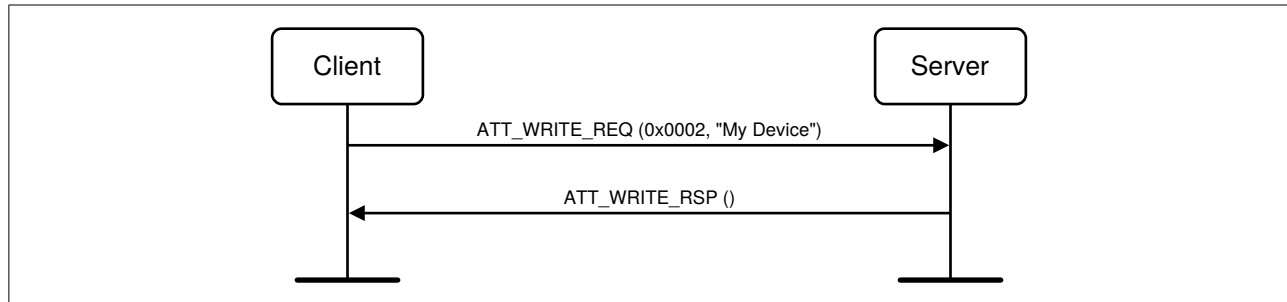 Client
Server
ATT_WRITE_REQ (0x0002, "My Device")
ATT_WRITE_RSP ()